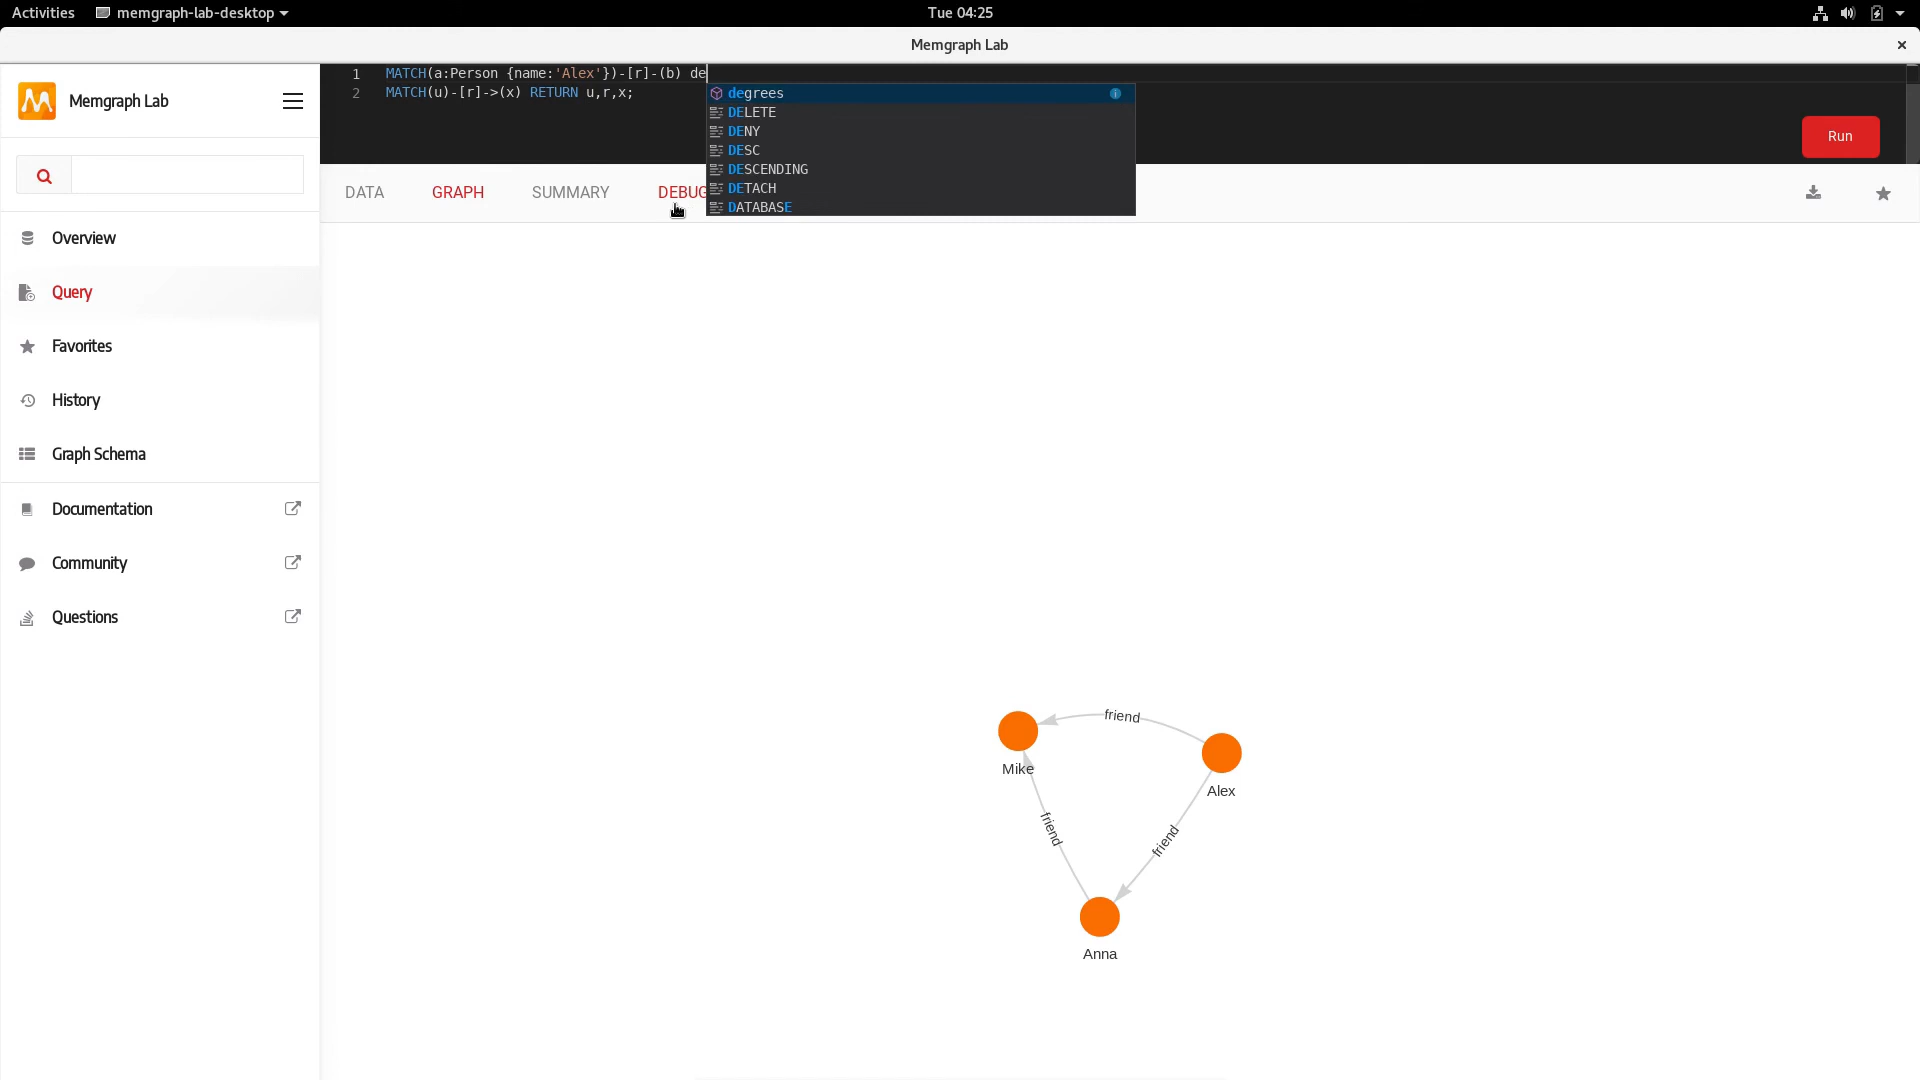 Activities memgraph-lab-desktop Tue 04:25
Memgraph Lab
1 MATCH(a:Person {name:'Alex'})-[r]-(b) de
2 MATCH(u)-[r]->(x) RETURN u,r,x;
degrees
DELETE
DENY
DESC
DESCENDING
DETACH
DATABASE
Run
Memgraph Lab
DATA GRAPH SUMMARY DEBUG
Overview
Query
Favorites
History
Graph Schema
Documentation
Community
Questions
friend
Mike
Alex
friend
friend
Anna